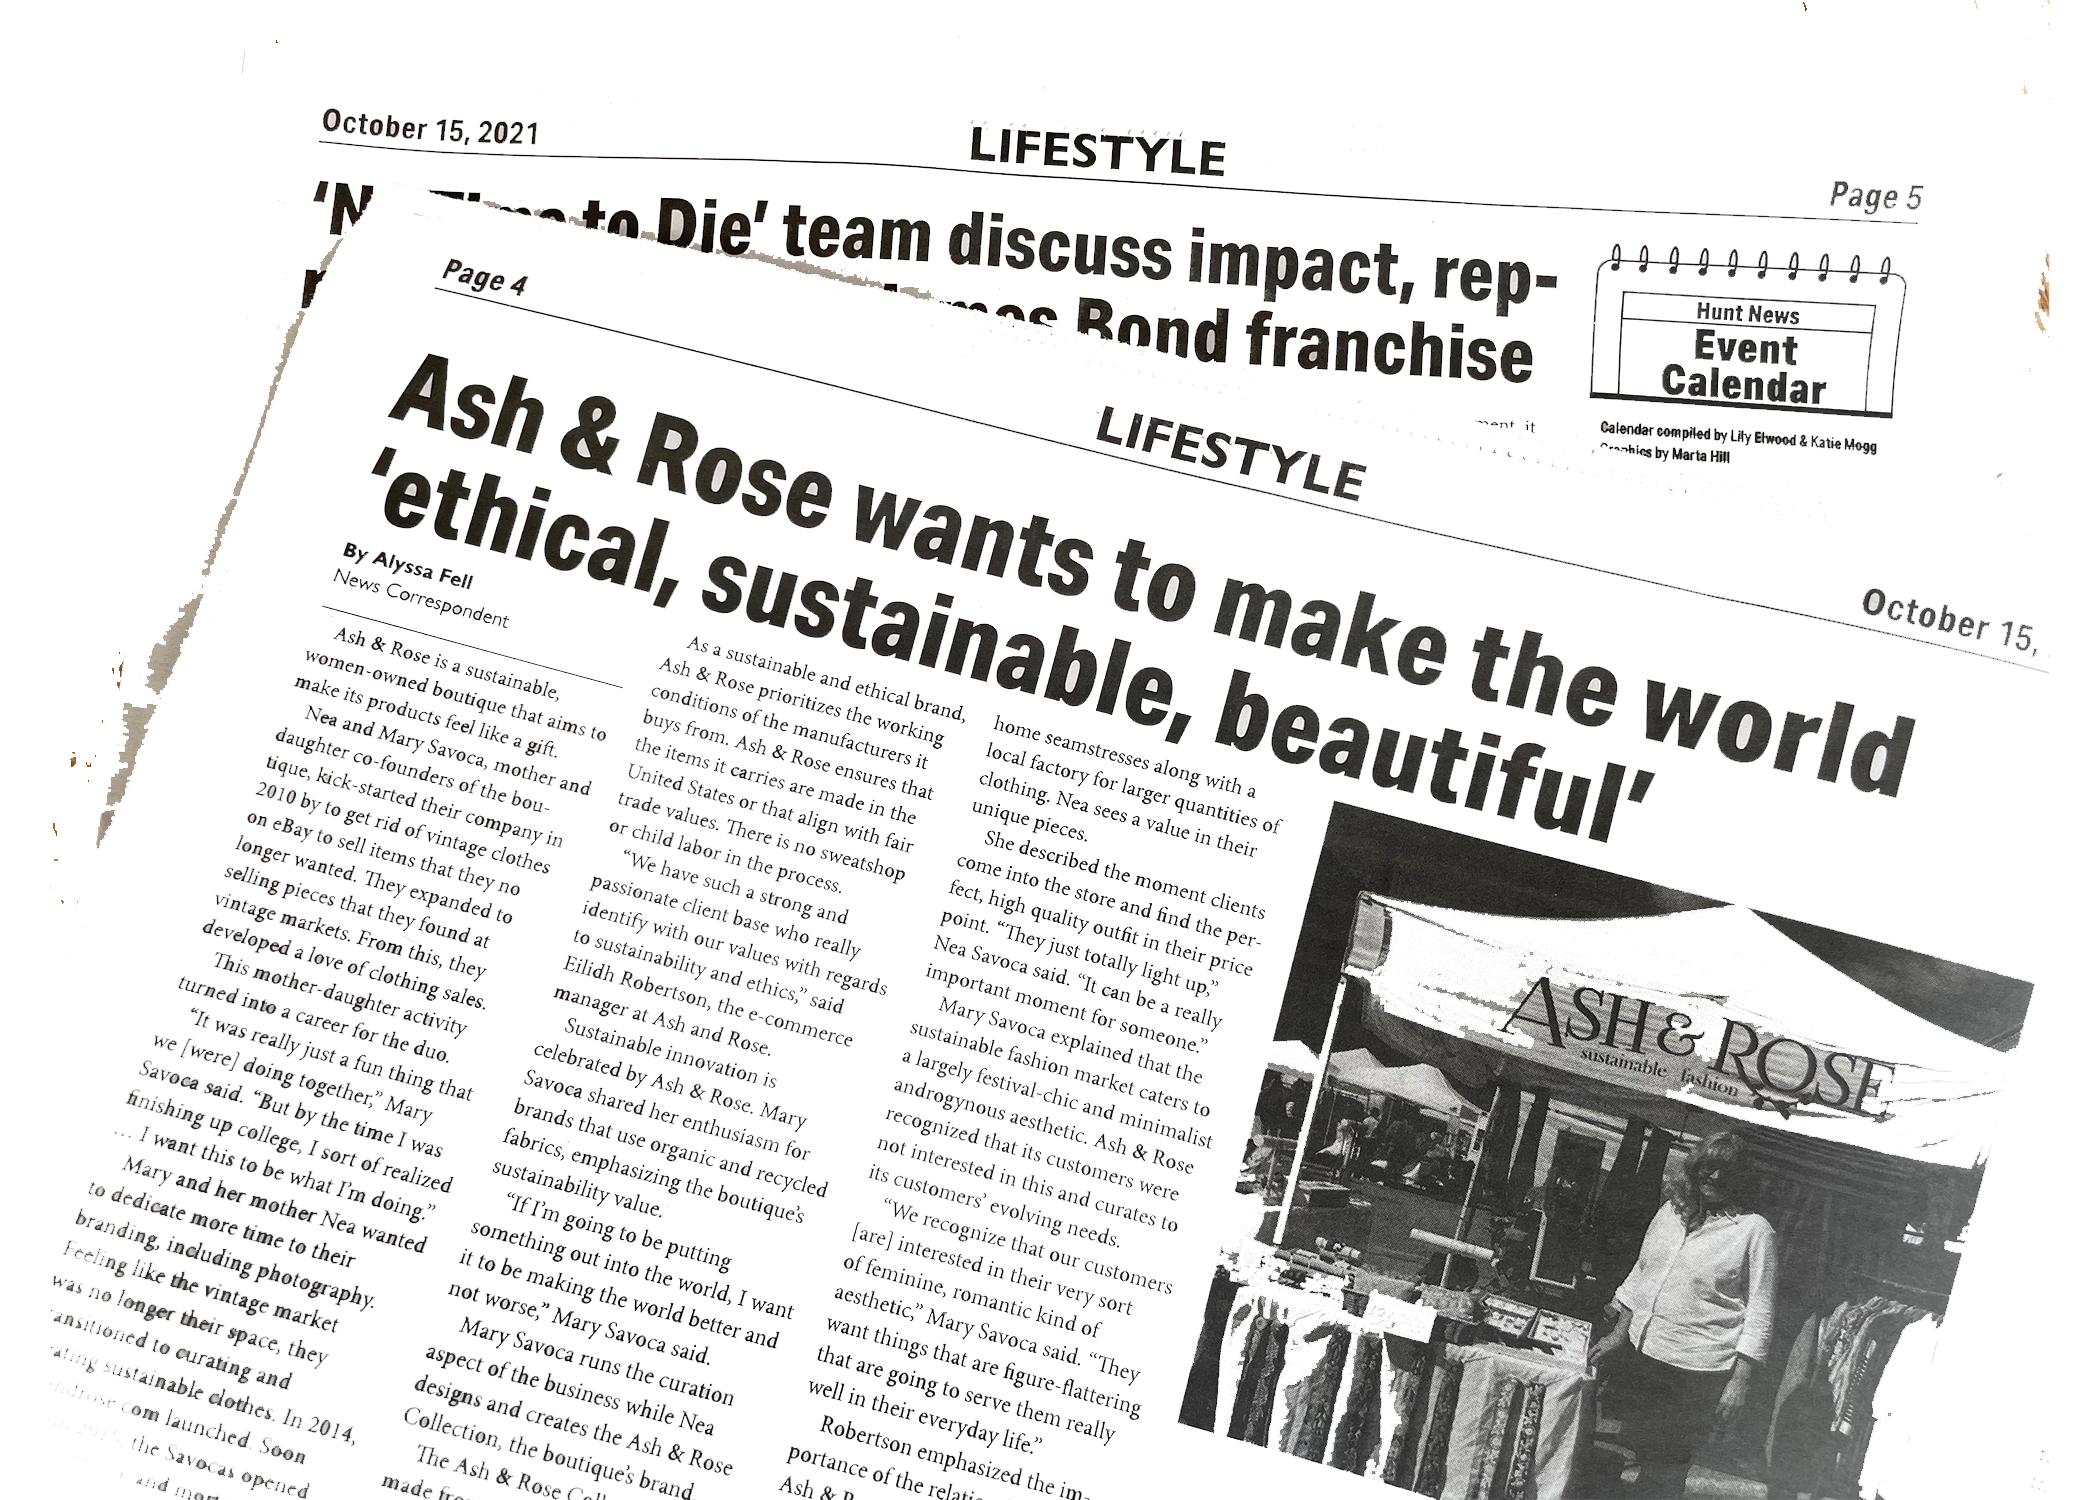 October 15, 2021
LIFESTYLE
Page 5
to Die’ team discuss impact, rep-
Bond franchise
Hunt News
Event
Calendar
Calendar compiled by Lily Elwood & Katie Mogg
Graphics by Marta Hill
Page 4
LIFESTYLE
October 15,
Ash & Rose wants to make the world
‘ethical, sustainable, beautiful’
By Alyssa Fell
News Correspondent
Ash & Rose is a sustainable,
women-owned boutique that aims to
make its products feel like a gift.
Nea and Mary Savoca, mother and
daughter co-founders of the bou-
tique, kick-started their company in
2010 by to get rid of vintage clothes
on eBay to sell items that they no
longer wanted. They expanded to
selling pieces that they found at
vintage markets. From this, they
developed a love of clothing sales.
This mother-daughter activity
turned into a career for the duo.
“It was really just a fun thing that
we [were] doing together,” Mary
Savoca said. “But by the time I was
finishing up college, I sort of realized
… I want this to be what I’m doing.”
Mary and her mother Nea wanted
to dedicate more time to their
branding, including photography.
Feeling like the vintage market
was no longer their space, they
transitioned to curating and
sustainable clothes. In 2014,
com launched. Soon
the Savocas opened
and
As a sustainable and ethical brand,
Ash & Rose prioritizes the working
conditions of the manufacturers it
buys from. Ash & Rose ensures that
the items it carries are made in the
United States or that align with fair
trade values. There is no sweatshop
or child labor in the process.
“We have such a strong and
passionate client base who really
identify with our values with regards
to sustainability and ethics,” said
Eilidh Robertson, the e-commerce
manager at Ash and Rose.
Sustainable innovation is
celebrated by Ash & Rose. Mary
Savoca shared her enthusiasm for
brands that use organic and recycled
fabrics, emphasizing the boutique’s
sustainability value.
“If I’m going to be putting
something out into the world, I want
it to be making the world better and
not worse,” Mary Savoca said.
Mary Savoca runs the curation
aspect of the business while Nea
designs and creates the Ash & Rose
Collection, the boutique’s brand.
The Ash & Rose
made
home seamstresses along with a
local factory for larger quantities of
clothing. Nea sees a value in their
unique pieces.
She described the moment clients
come into the store and find the per-
fect, high quality outfit in their price
point. “They just totally light up,”
Nea Savoca said. “It can be a really
important moment for someone.”
Mary Savoca explained that the
sustainable fashion market caters to
a largely festival-chic and minimalist
androgynous aesthetic. Ash & Rose
recognized that its customers were
not interested in this and curates to
its customers’ evolving needs.
“We recognize that our customers
[are] interested in their very sort
of feminine, romantic kind of
aesthetic,” Mary Savoca said. “They
want things that are figure-flattering
that are going to serve them really
well in their everyday life.”
Robertson emphasized the im-
portance of the
Ash &
ASH & ROSE
sustainable fashion